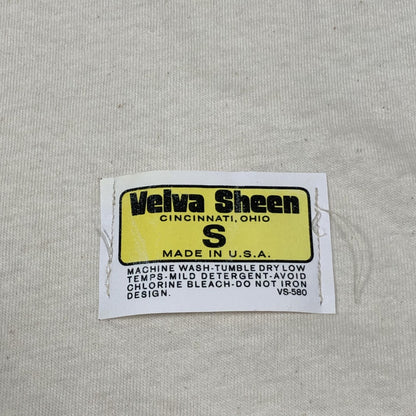 Velva Sheen
CINCINNATI, OHIO
S
MADE IN U.S.A.
MACHINE WASH-TUMBLE DRY LOW
TEMPS-MILD DETERGENT-AVOID
CHLORINE BLEACH-DO NOT IRON
DESIGN. VS-580